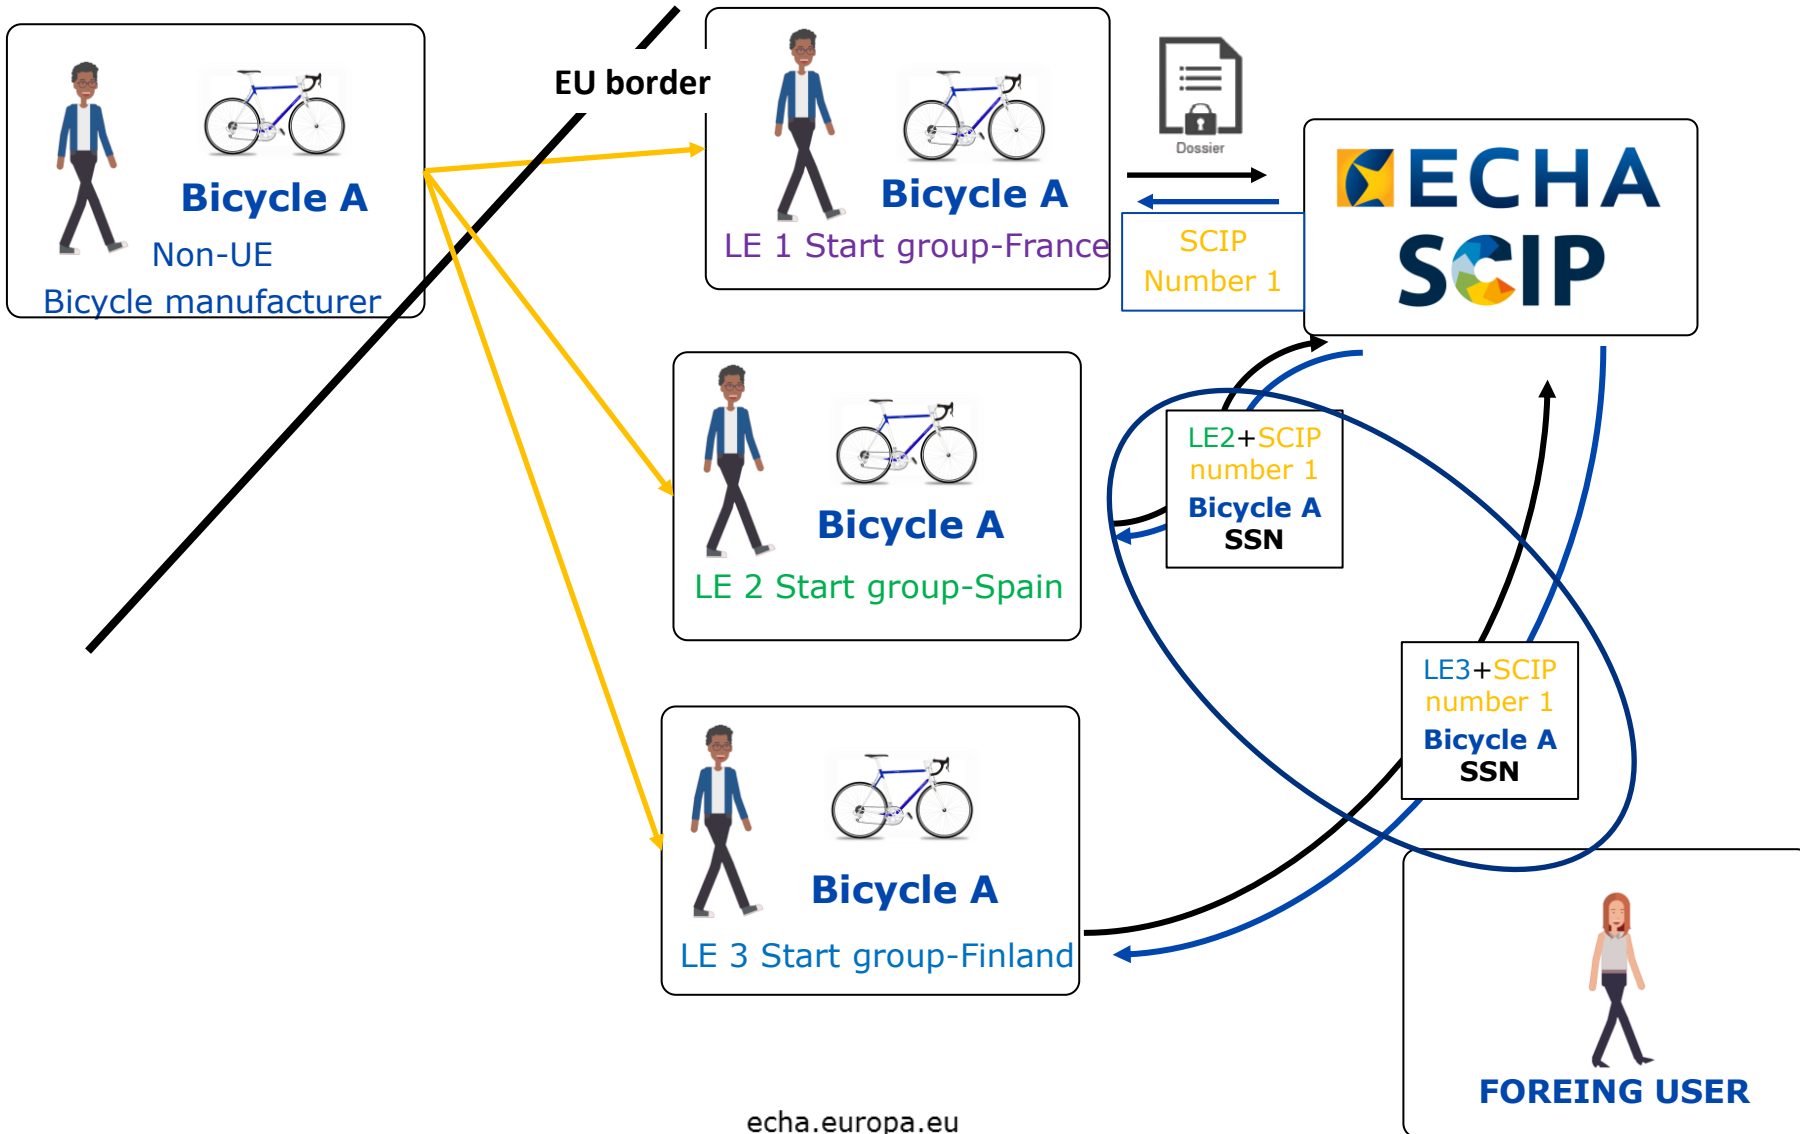 Bicycle A
Non-UE
Bicycle manufacturer
EU border
Bicycle A
LE 1 Start group-France
Dossier
SCIP
Number 1
ECHA
SCIP
Bicycle A
LE 2 Start group-Spain
LE2+SCIP
number 1
Bicycle A
SSN
LE3+SCIP
number 1
Bicycle A
SSN
Bicycle A
LE 3 Start group-Finland
FOREING USER
echa.europa.eu